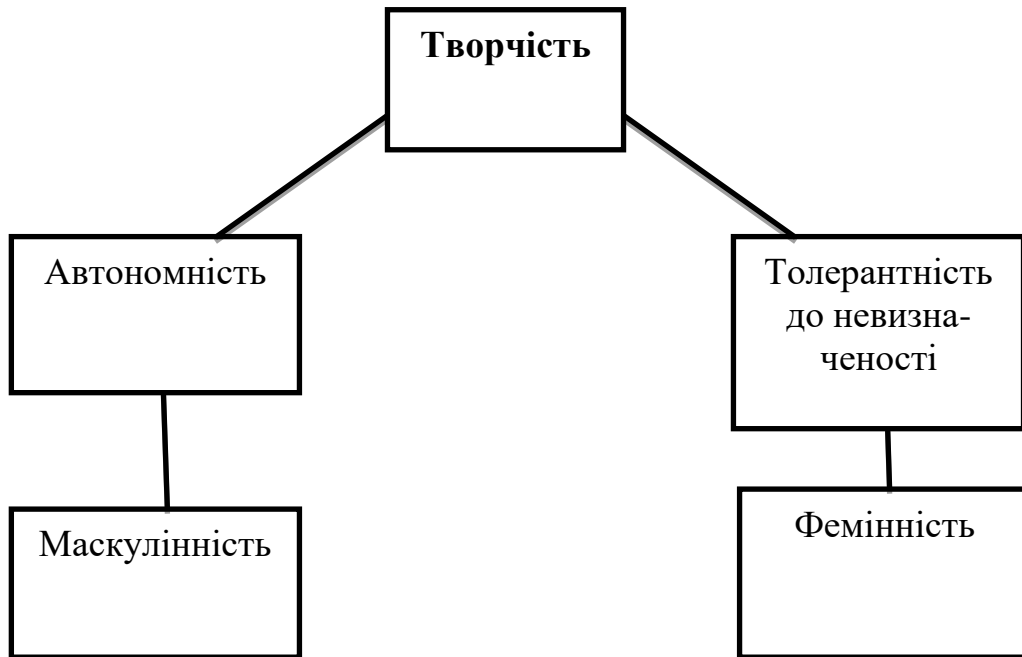 Творчість
Автономність
Толерантність
до невизна-
ченості
Маскулінність
Фемінність